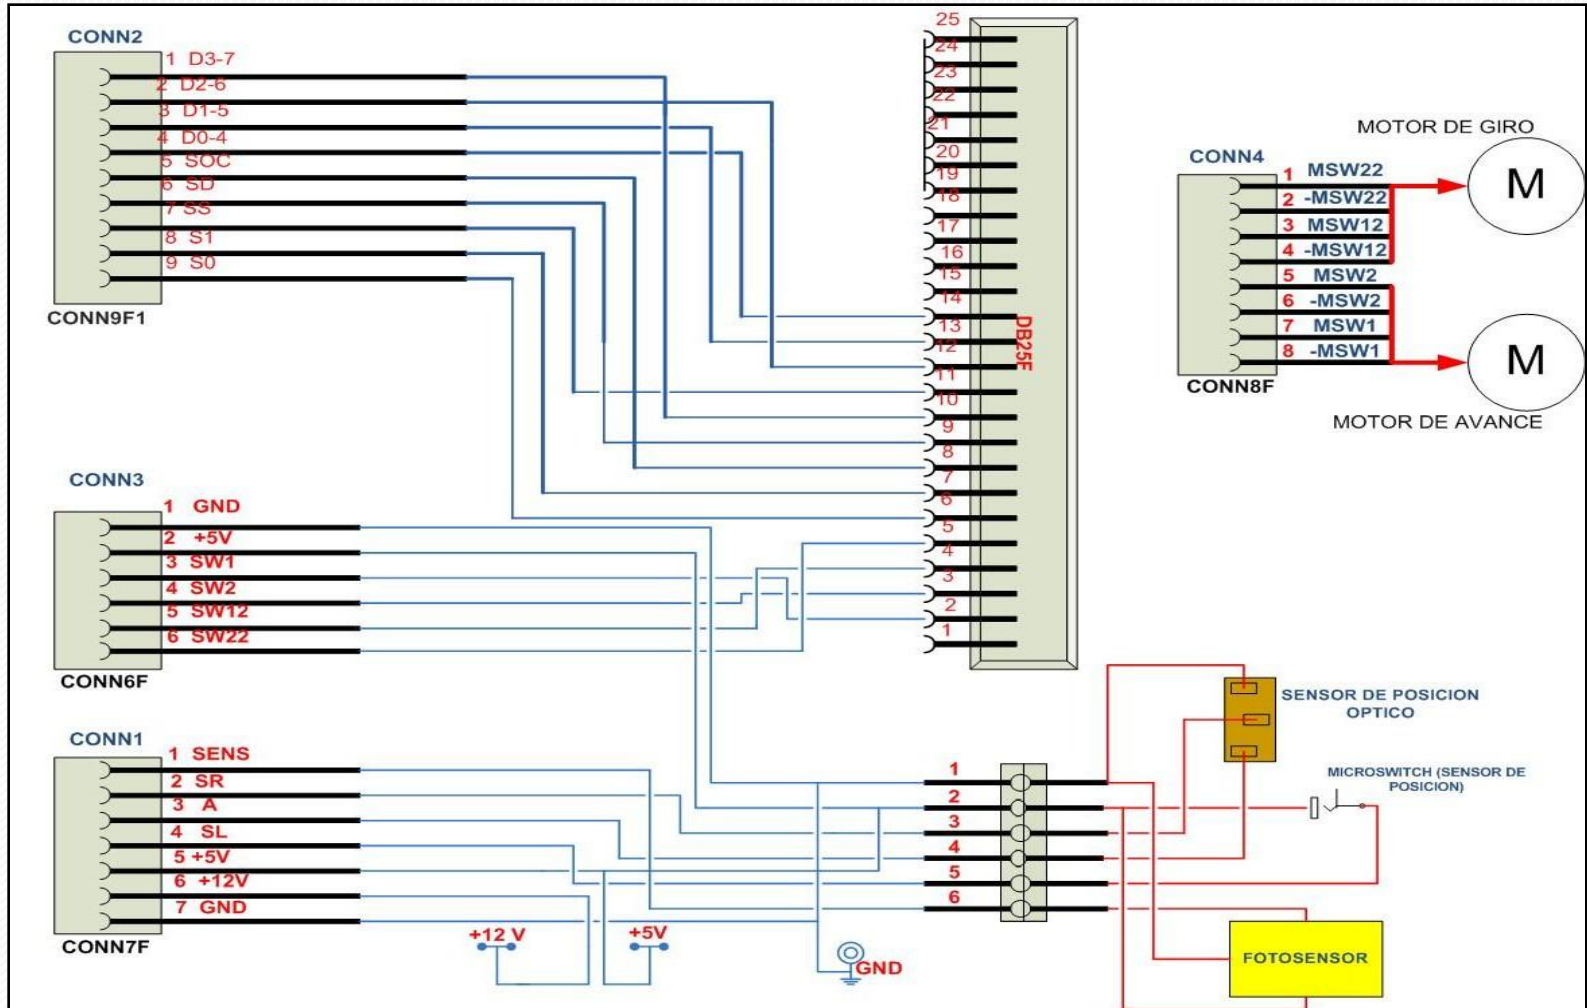 CONN2
1 D3-7
2 D2-6
3 D1-5
4 D0-4
5 SOC
6 SD
7 SS
8 S1
9 S0
CONN9F1
CONN3
1 GND
2 +5V
3 SW1
4 SW2
5 SW12
6 SW22
CONN6F
CONN1
1 SENS
2 SR
3 A
4 SL
5 +5V
6 +12V
7 GND
CONN7F
+12 V
+5V
GND
25
24
23
22
21
20
19
18
17
16
15
14
13
12
11
10
9
8
7
6
5
4
3
2
1
DB25F
1
2
3
4
5
6
MOTOR DE GIRO
CONN4
1 MSW22
2 -MSW22
3 MSW12
4 -MSW12
5 MSW2
6 -MSW2
7 MSW1
8 -MSW1
CONN8F
M
M
MOTOR DE AVANCE
SENSOR DE POSICION
OPTICO
MICROSWITCH (SENSOR DE
POSICION)
FOTOSENSOR